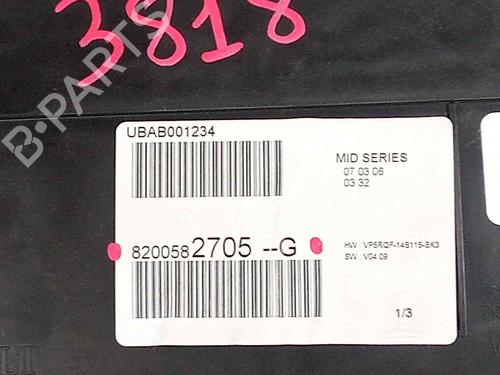 3818
B-PARTS
UBAB001234
MID SERIES
07 03 06
03 32
8200582705 --G
HW : VP5RQF-14B115-BK3
SW : V04.09
1/3